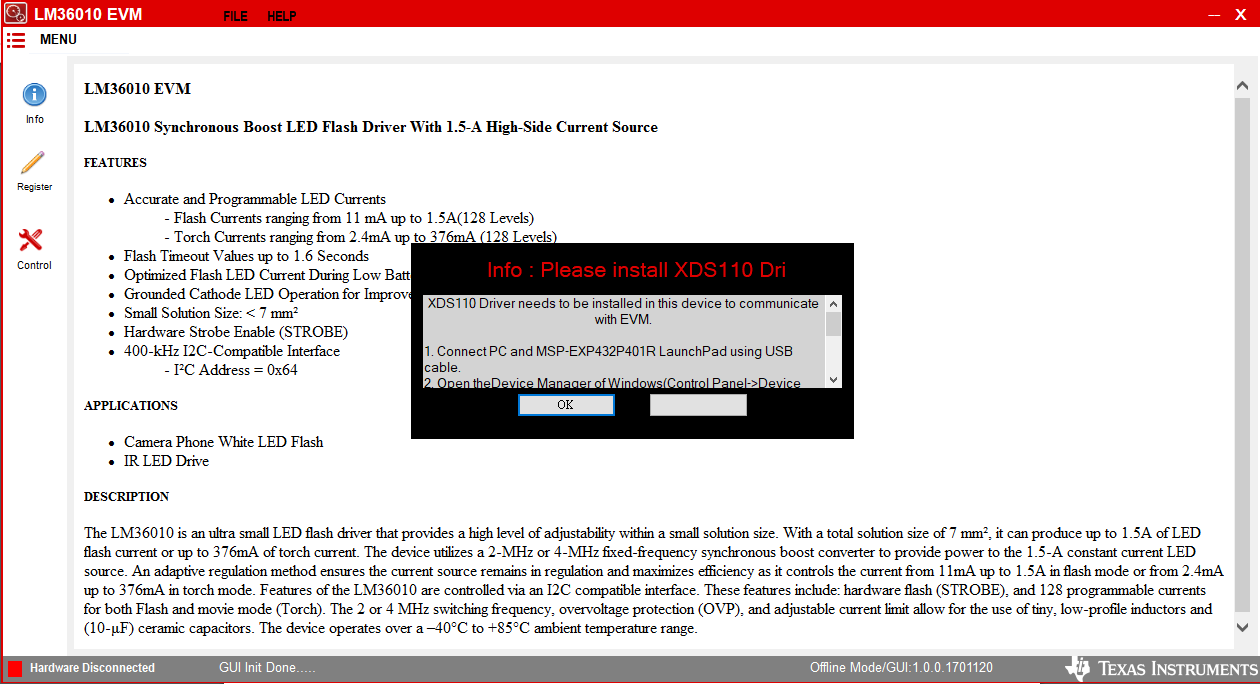 LM36010 EVM
FILE HELP
MENU
Info
Register
Control
LM36010 EVM
LM36010 Synchronous Boost LED Flash Driver With 1.5-A High-Side Current Source
FEATURES
• Accurate and Programmable LED Currents
- Flash Currents ranging from 11 mA up to 1.5A(128 Levels)
- Torch Currents ranging from 2.4mA up to 376mA (128 Levels)
• Flash Timeout Values up to 1.6 Seconds
• Optimized Flash LED Current During Low Batt
• Grounded Cathode LED Operation for Improve
• Small Solution Size: < 7 mm²
• Hardware Strobe Enable (STROBE)
• 400-kHz I2C-Compatible Interface
- I²C Address = 0x64
APPLICATIONS
• Camera Phone White LED Flash
• IR LED Drive
DESCRIPTION
The LM36010 is an ultra small LED flash driver that provides a high level of adjustability within a small solution size. With a total solution size of 7 mm², it can produce up to 1.5A of LED
flash current or up to 376mA of torch current. The device utilizes a 2-MHz or 4-MHz fixed-frequency synchronous boost converter to provide power to the 1.5-A constant current LED
source. An adaptive regulation method ensures the current source remains in regulation and maximizes efficiency as it controls the current from 11mA up to 1.5A in flash mode or from 2.4mA
up to 376mA in torch mode. Features of the LM36010 are controlled via an I2C compatible interface. These features include: hardware flash (STROBE), and 128 programmable currents
for both Flash and movie mode (Torch). The 2 or 4 MHz switching frequency, overvoltage protection (OVP), and adjustable current limit allow for the use of tiny, low-profile inductors and
(10-µF) ceramic capacitors. The device operates over a –40°C to +85°C ambient temperature range.
Info : Please install XDS110 Dri
XDS110 Driver needs to be installed in this device to communicate
with EVM.
1. Connect PC and MSP-EXP432P401R LaunchPad using USB
cable.
2. Open theDevice Manager of Windows(Control Panel->Device
OK
Hardware Disconnected
GUI Init Done.....
Offline Mode/GUI:1.0.0.1701120
TEXAS INSTRUMENTS